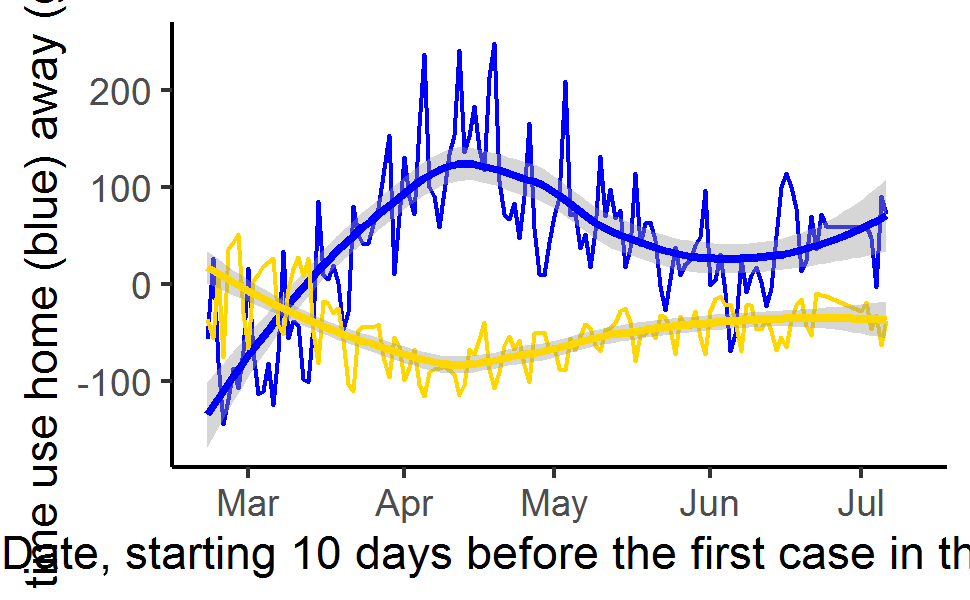 time use home (blue) away (
200
100
0
-100
Mar Apr May Jun Jul
Date, starting 10 days before the first case in th